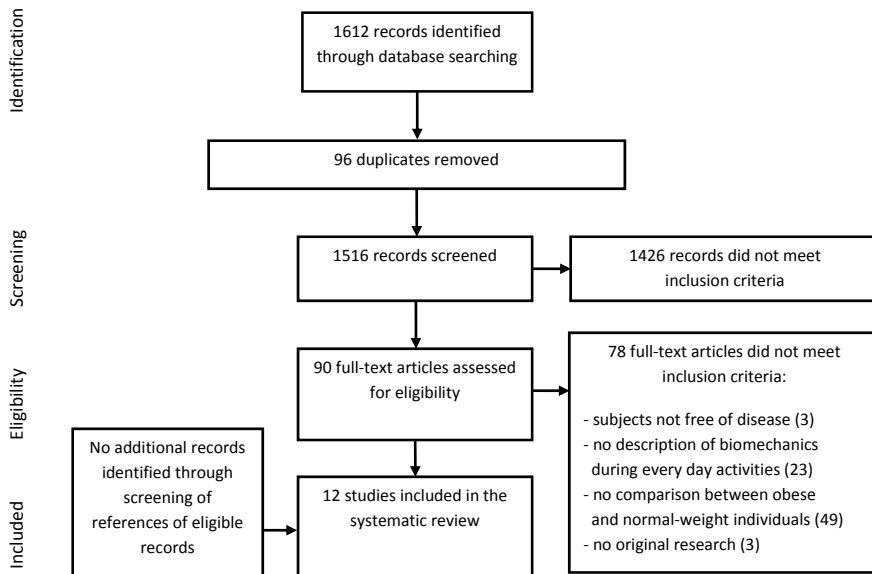 Identification
1612 records identified
through database searching
96 duplicates removed
Screening
1516 records screened
1426 records did not meet
inclusion criteria
Eligibility
90 full-text articles assessed
for eligibility
78 full-text articles did not meet
inclusion criteria:
- subjects not free of disease (3)
- no description of biomechanics
during every day activities (23)
- no comparison between obese
and normal-weight individuals (49)
- no original research (3)
Included
No additional records
identified through
screening of
references of eligible
records
12 studies included in the
systematic review